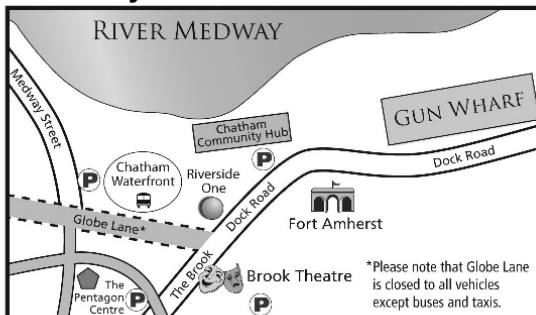 RIVER MEDWAY
Medway Street
GUN WHARF
Chatham
Community Hub
P
Dock Road
Chatham
Waterfront
P
Riverside
One
Dock Road
Fort Amherst
Globe Lane*
The Brook
Brook Theatre
*Please note that Globe Lane
is closed to all vehicles
except buses and taxis.
The
Pentagon
Centre
P
P